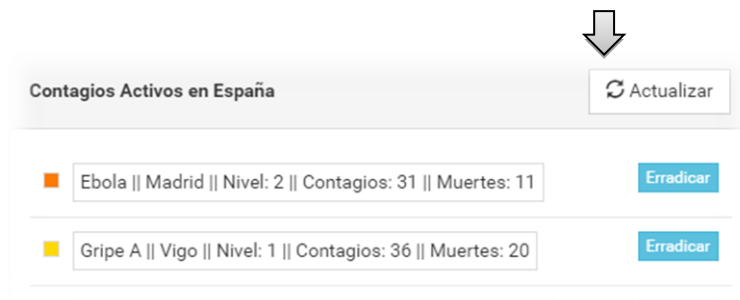 Contagios Activos en España
Actualizar
Ebola || Madrid || Nivel: 2 || Contagios: 31 || Muertes: 11
Erradicar
Gripe A || Vigo || Nivel: 1 || Contagios: 36 || Muertes: 20
Erradicar